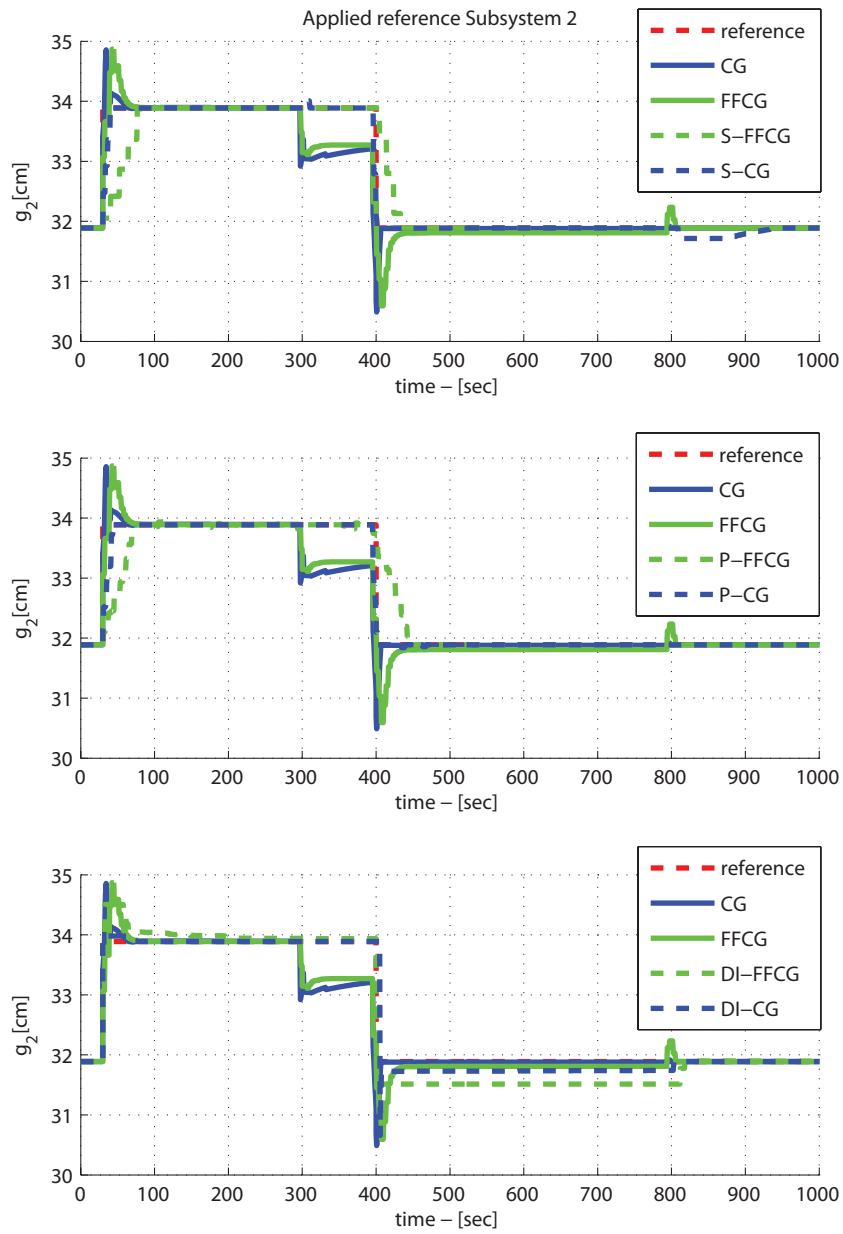 Applied reference Subsystem 2
35
34
33
32
31
30
g2[cm]
reference
CG
FFCG
S−FFCG
S−CG
0 100 200 300 400 500 600 700 800 900 1000
time − [sec]
35
34
33
32
31
30
g2[cm]
reference
CG
FFCG
P−FFCG
P−CG
0 100 200 300 400 500 600 700 800 900 1000
time − [sec]
35
34
33
32
31
30
g2[cm]
reference
CG
FFCG
DI−FFCG
DI−CG
0 100 200 300 400 500 600 700 800 900 1000
time − [sec]